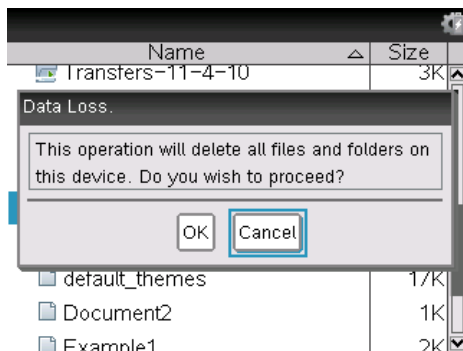 Name Size
Transfers-11-4-10 3K
Data Loss.
This operation will delete all files and folders on
this device. Do you wish to proceed?
OK Cancel
default_themes 17K
Document2 1K
Example1 2K